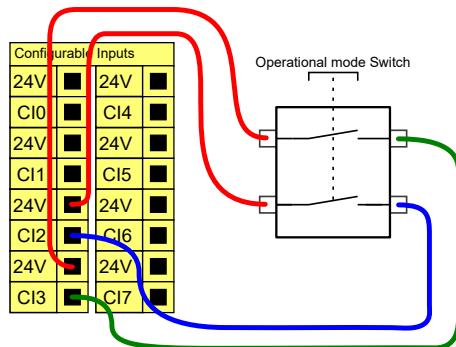 Configurable Inputs
Operational mode Switch
24V 24V
CI0 CI4
24V 24V
CI1 CI5
24V 24V
CI2 CI6
24V 24V
CI3 CI7